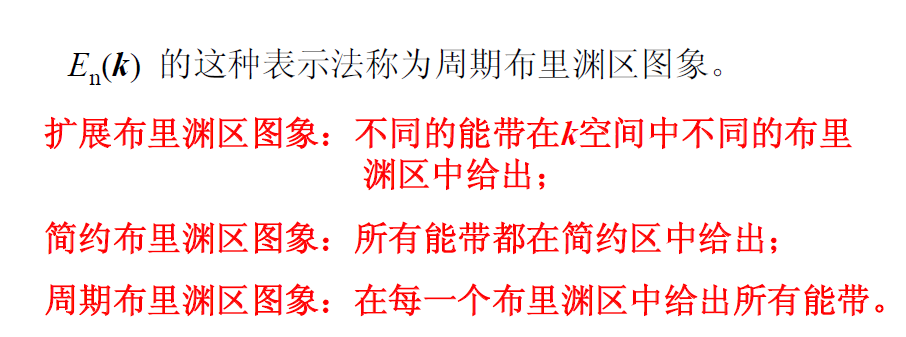 En(k) 的这种表示法称为周期布里渊区图象。
扩展布里渊区图象：不同的能带在k空间中不同的布里
渊区中给出；
简约布里渊区图象：所有能带都在简约区中给出；
周期布里渊区图象：在每一个布里渊区中给出所有能带。